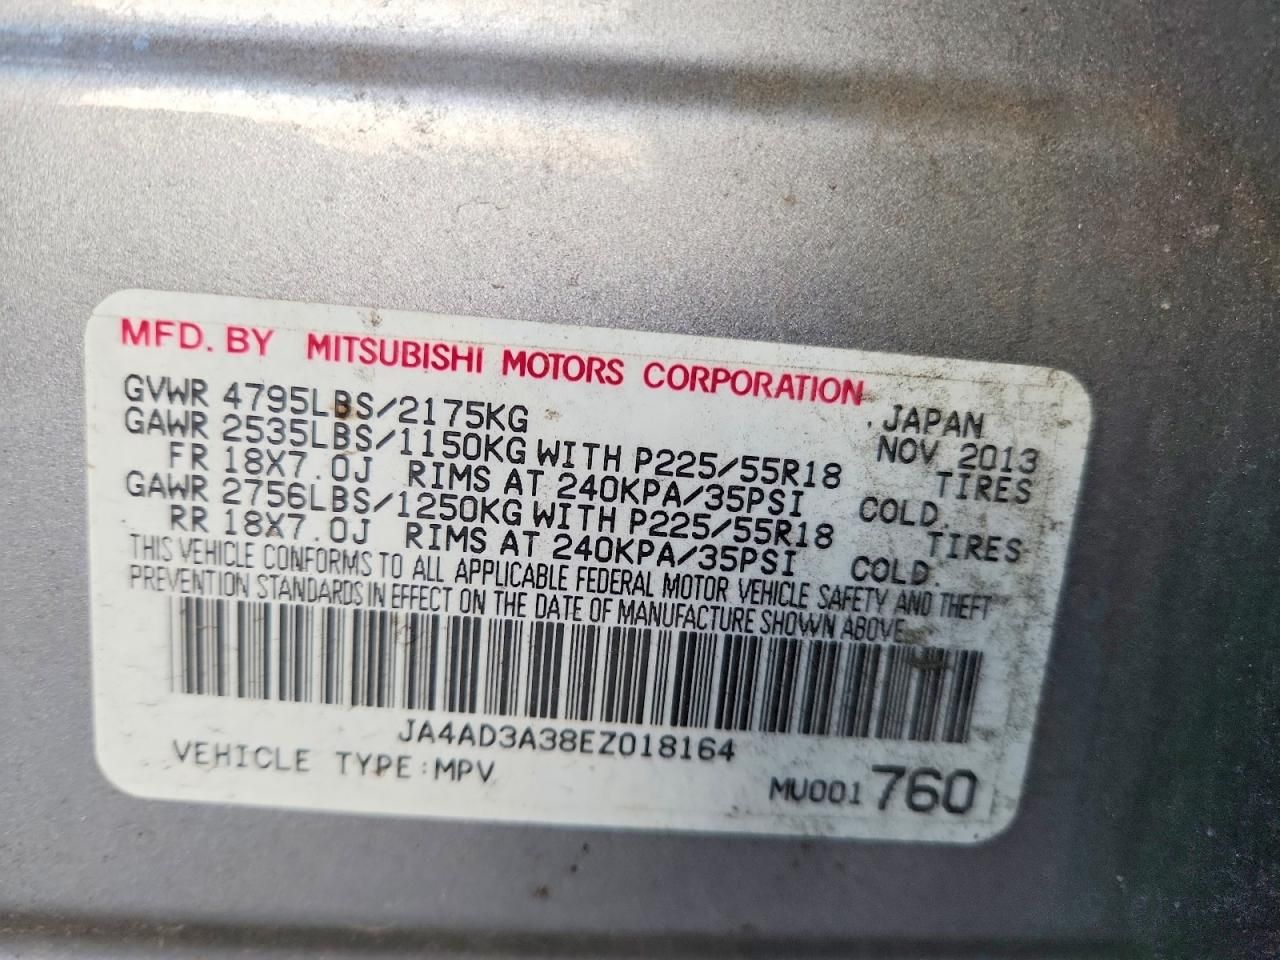 MFD. BY MITSUBISHI MOTORS CORPORATION
GVWR 4795LBS/2175KG .JAPAN
GAWR 2535LBS/1150KG WITH P225/55R18 NOV 2013
FR 18X7.0J RIMS AT 240KPA/35PSI TIRES
COLD.
GAWR 2756LBS/1250KG WITH P225/55R18 TIRES
RR 18X7.0J RIMS AT 240KPA/35PSI COLD.
THIS VEHICLE CONFORMS TO ALL APPLICABLE FEDERAL MOTOR VEHICLE SAFETY AND THEFT
PREVENTION STANDARDS IN EFFECT ON THE DATE OF MANUFACTURE SHOWN ABOVE.
JA4AD3A38EZ018164
VEHICLE TYPE:MPV MU001 760